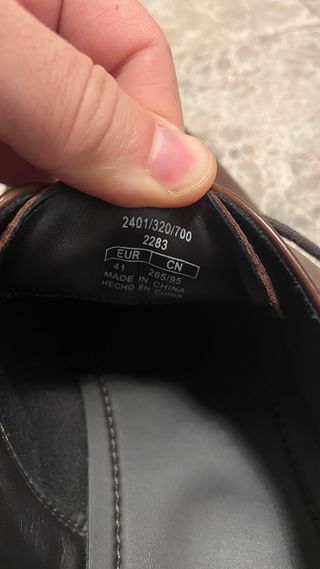 2401/320/700
2283
EUR CN
41 265/95
MADE IN CHINA
HECHO EN CHINA